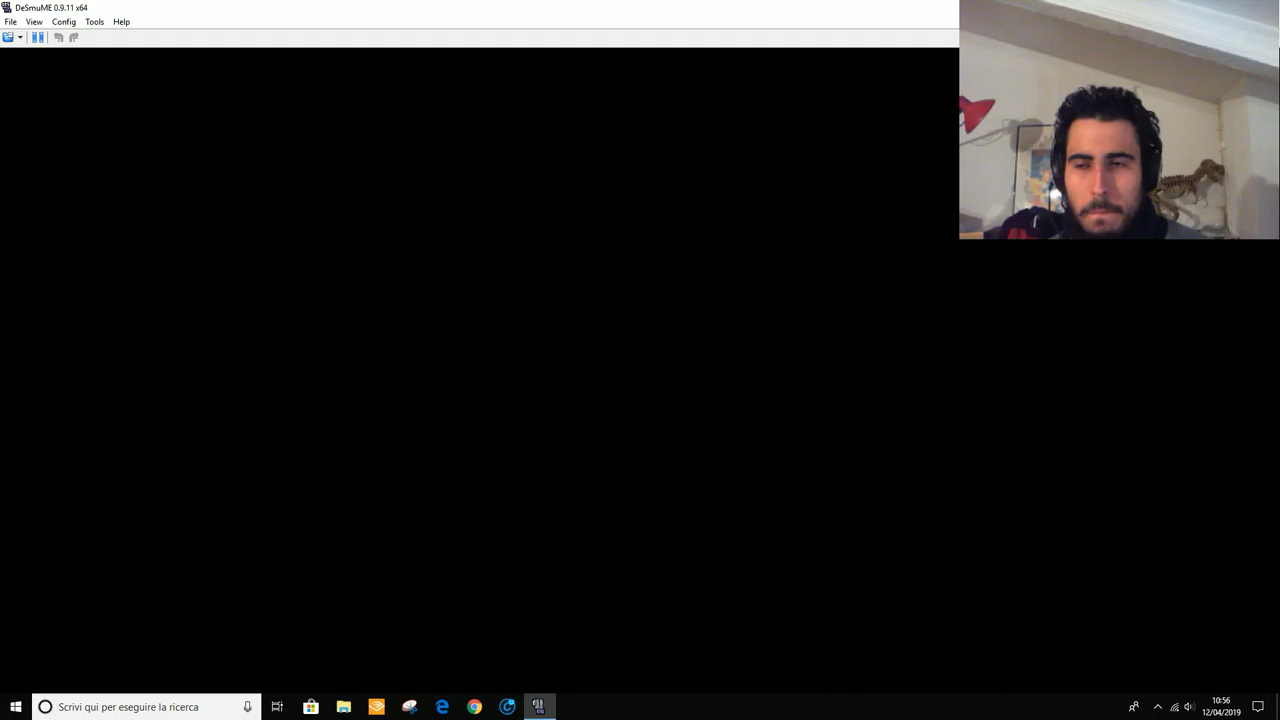 DeSmuME 0.9.11 x64
File View Config Tools Help
Scrivi qui per eseguire la ricerca
10:56
12/04/2019